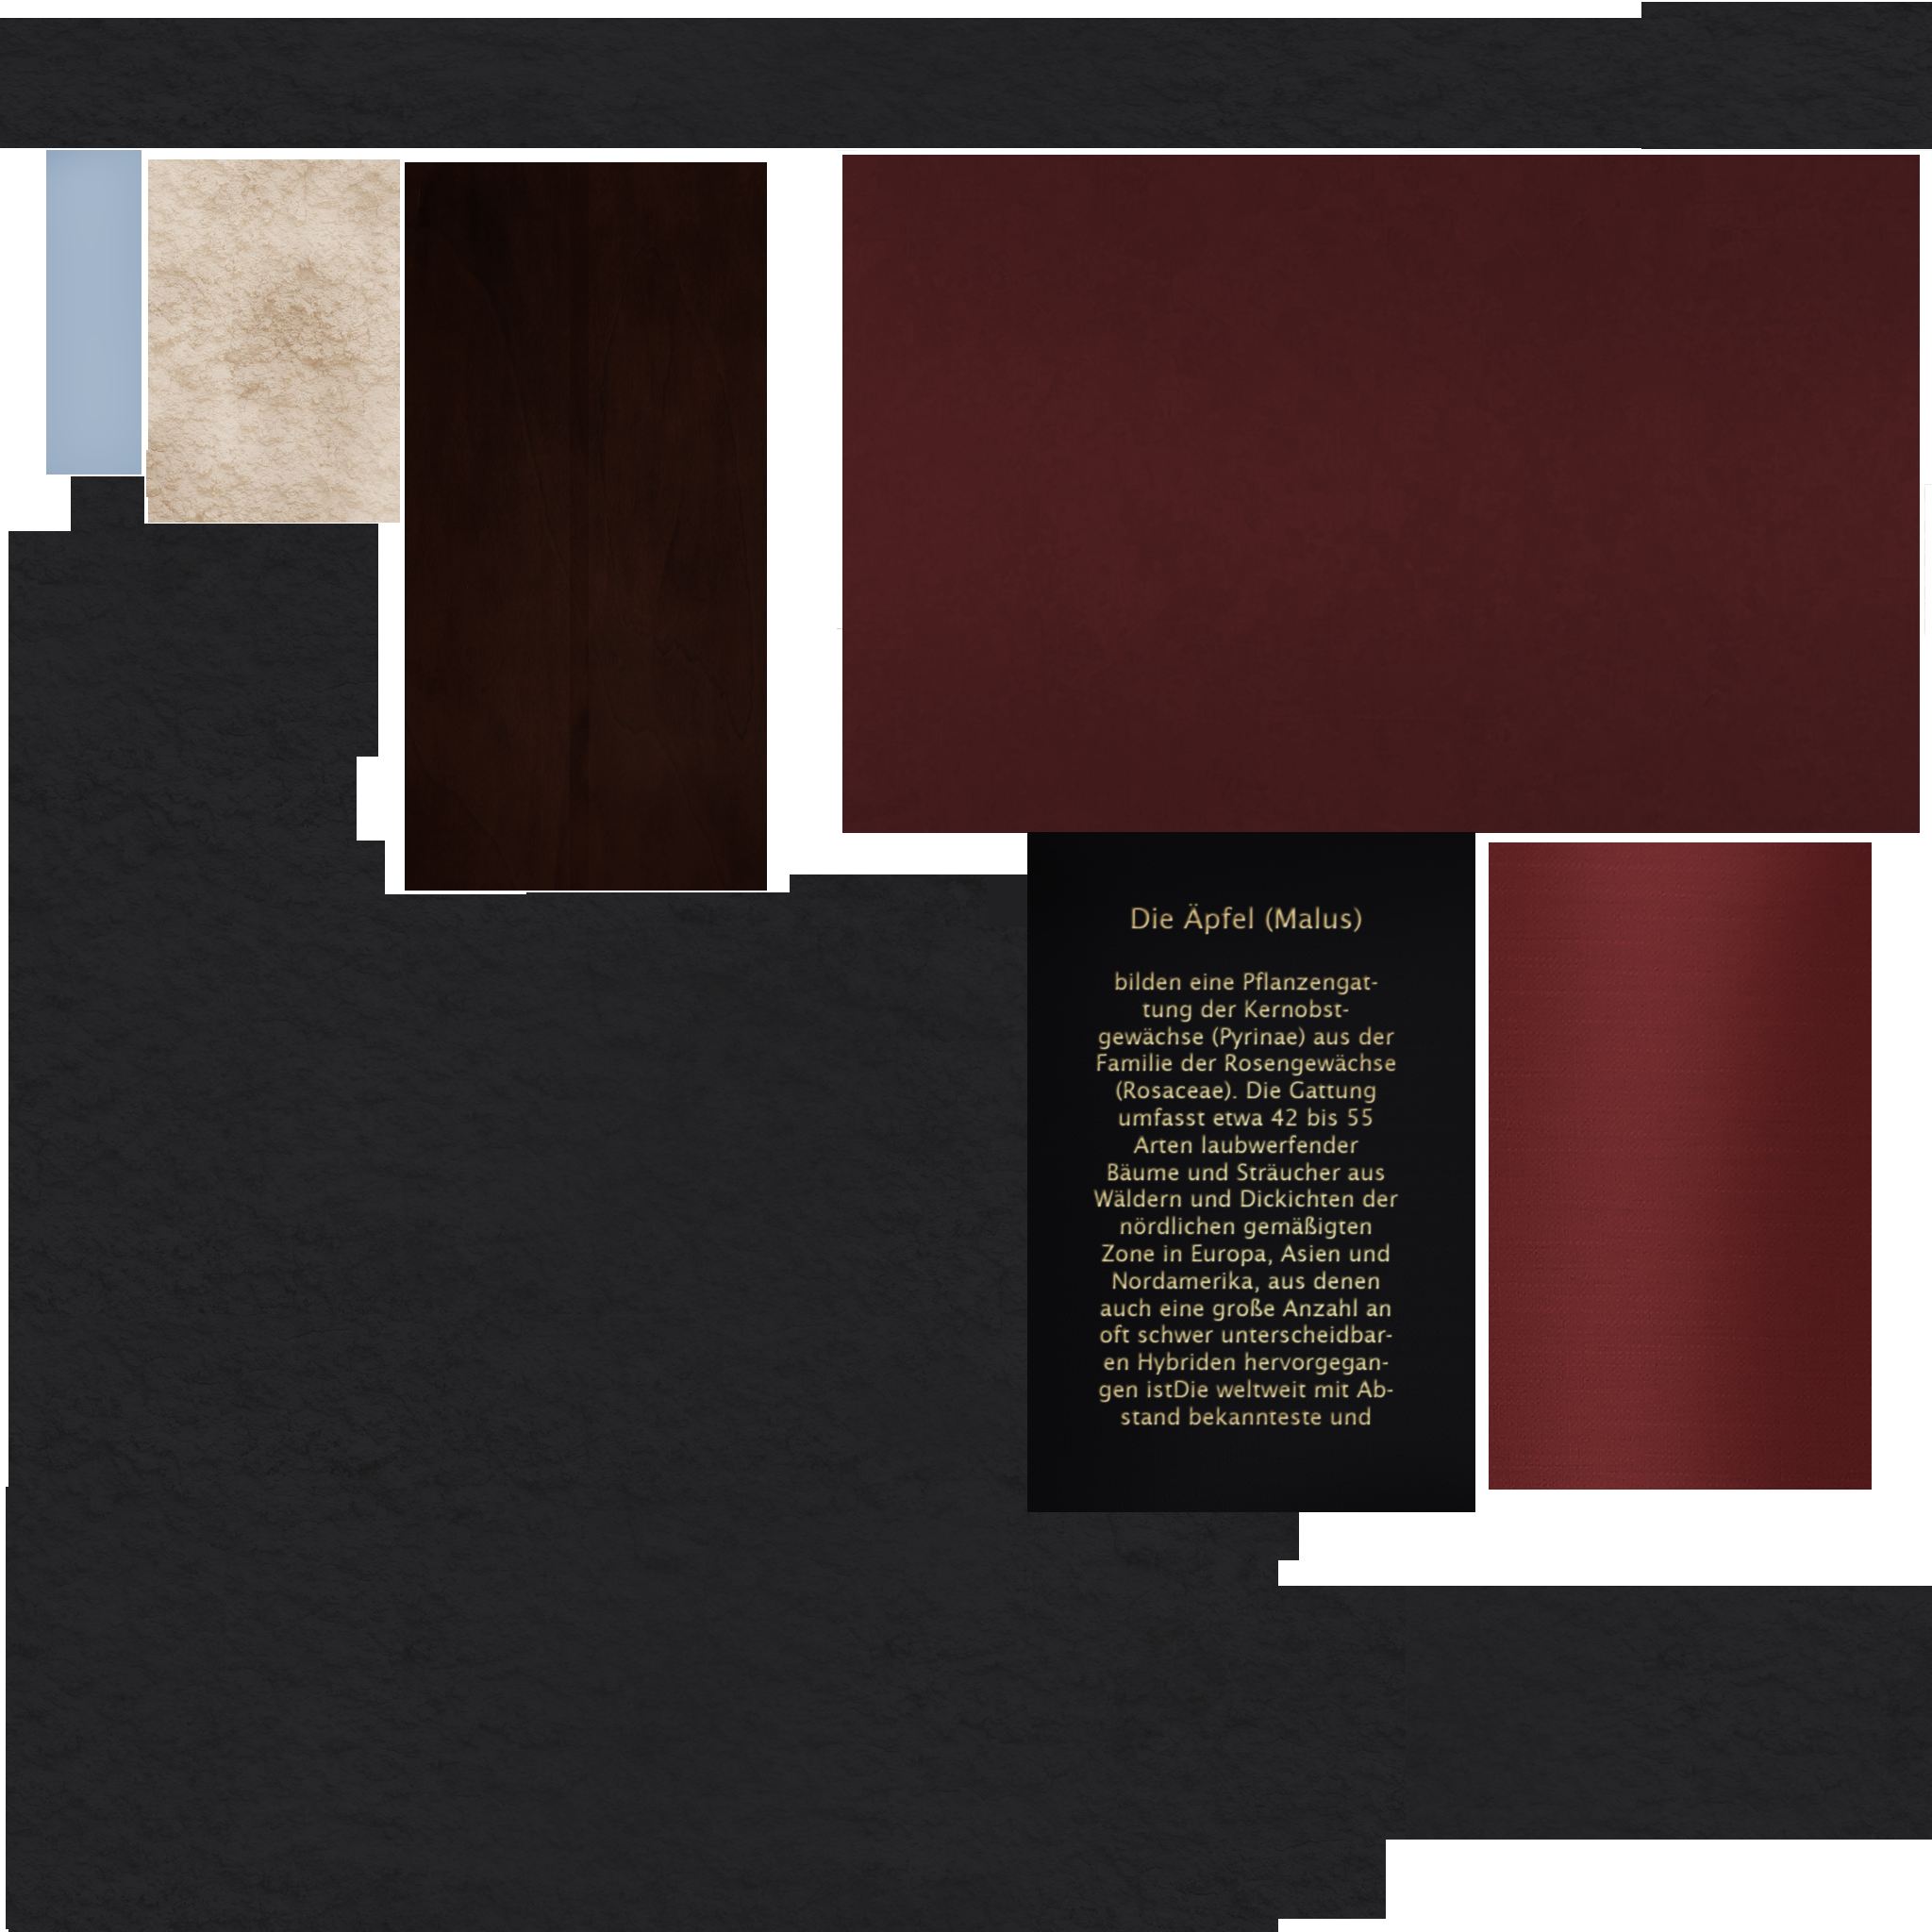 Die Äpfel (Malus)
bilden eine Pflanzengat-
tung der Kernobst-
gewächse (Pyrinae) aus der
Familie der Rosengewächse
(Rosaceae). Die Gattung
umfasst etwa 42 bis 55
Arten laubwerfender
Bäume und Sträucher aus
Wäldern und Dickichten der
nördlichen gemäßigten
Zone in Europa, Asien und
Nordamerika, aus denen
auch eine große Anzahl an
oft schwer unterscheidbar-
en Hybriden hervorgegan-
gen istDie weltweit mit Ab-
stand bekannteste und